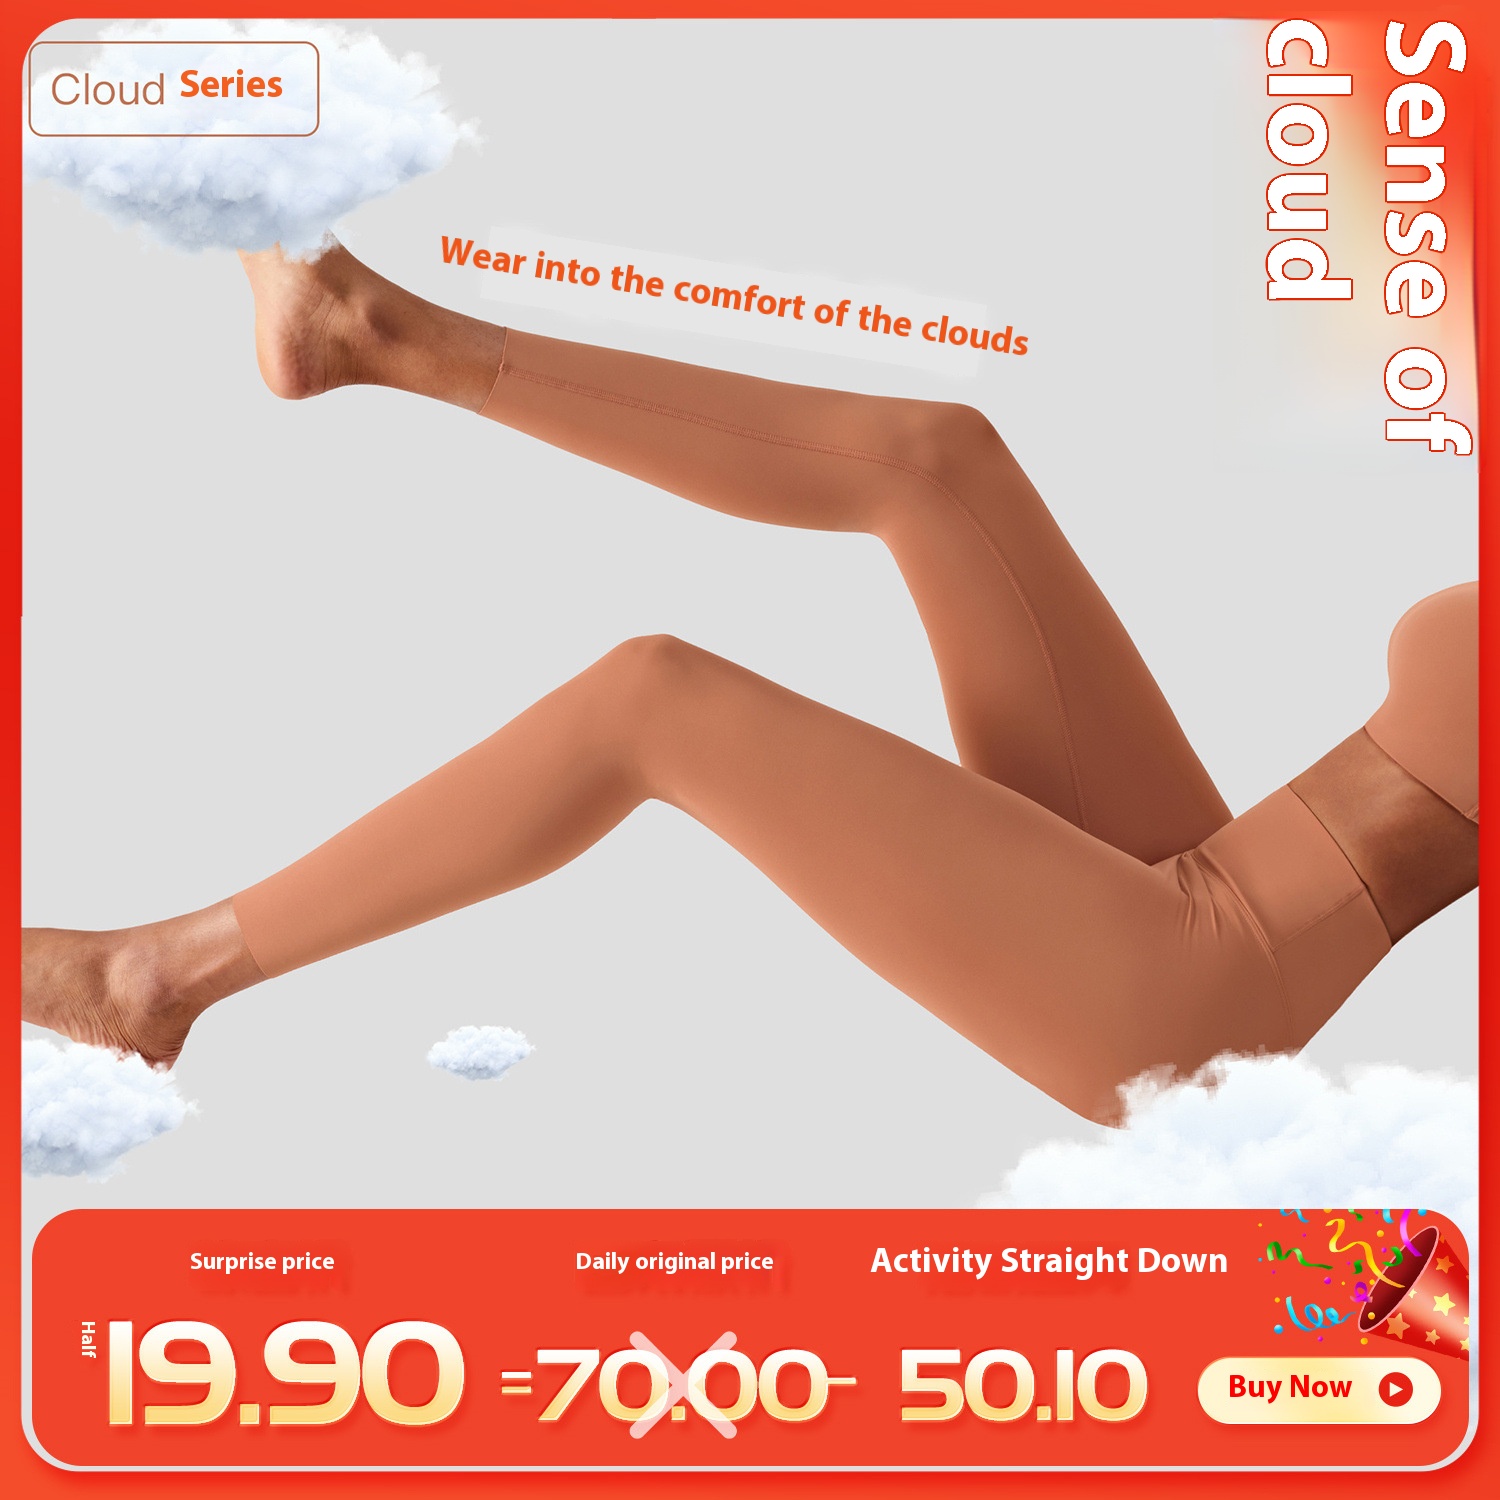 Cloud Series
Sense of
cloud
Wear into the comfort of the clouds
Surprise price
Daily original price
Activity Straight Down
Half
19.90 =70.00- 50.10
Buy Now